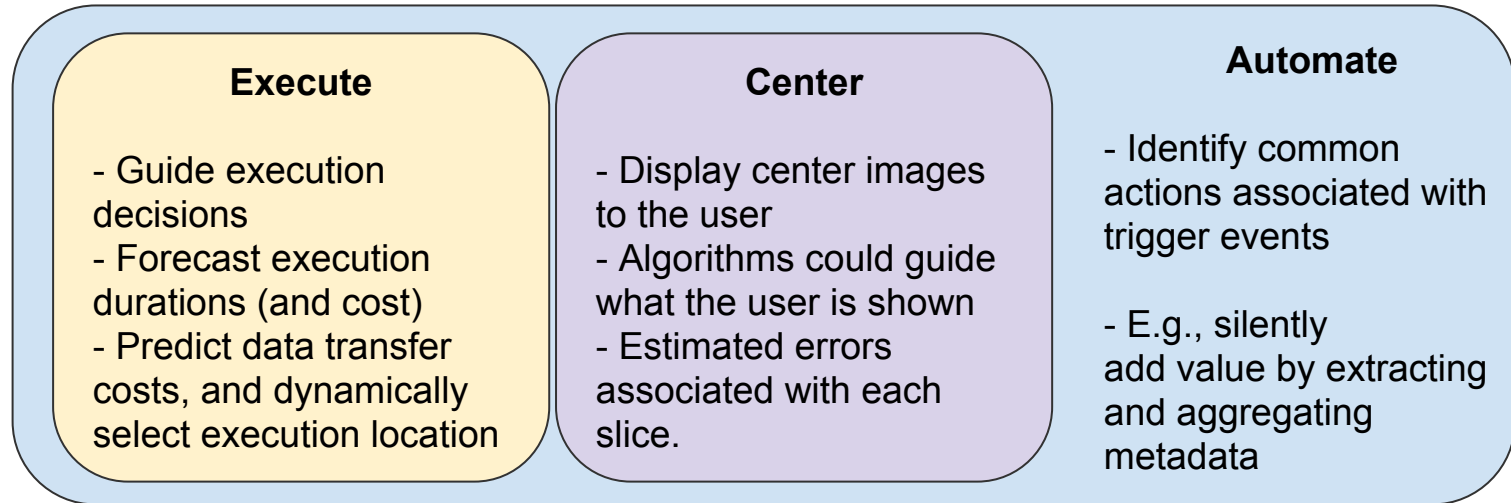 Execute
- Guide execution
decisions
- Forecast execution
durations (and cost)
- Predict data transfer
costs, and dynamically
select execution location
Center
- Display center images
to the user
- Algorithms could guide
what the user is shown
- Estimated errors
associated with each
slice.
Automate
- Identify common
actions associated with
trigger events
- E.g., silently
add value by extracting
and aggregating
metadata